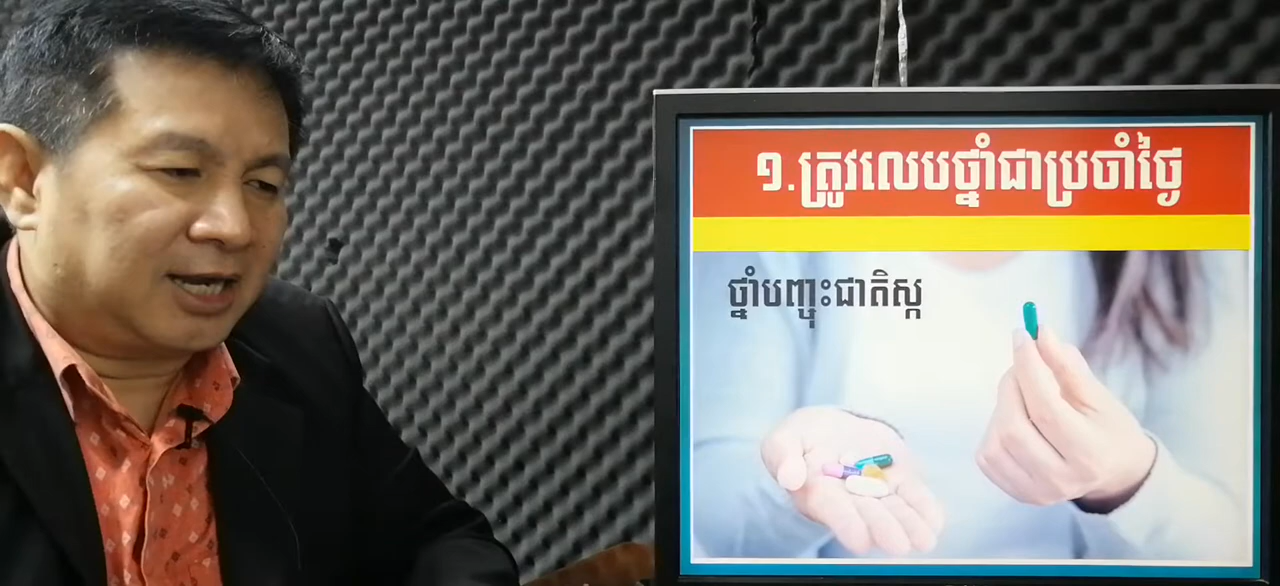 ១.ត្រូវលេបថ្នាំជាប្រចាំថ្ងៃ
ថ្នាំបញ្ចុះជាតិស្ករ